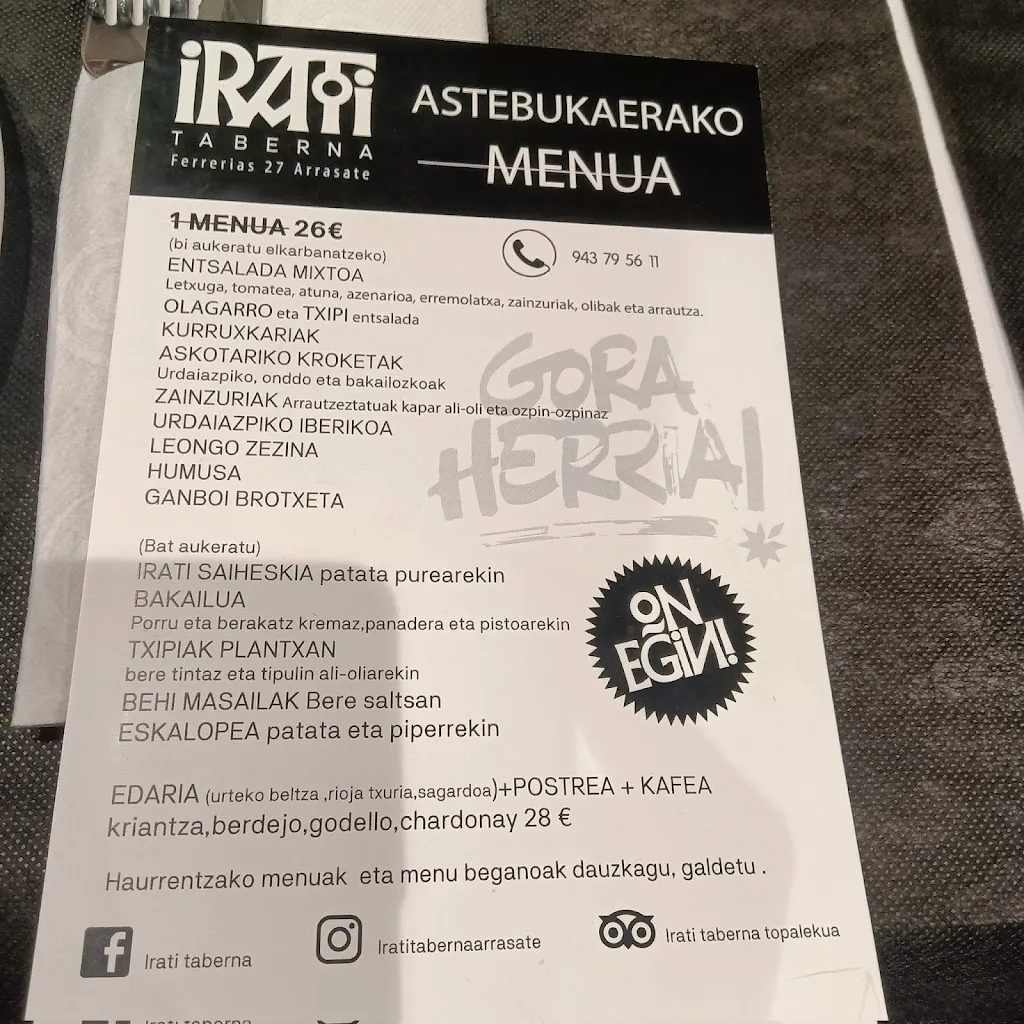 iRATi
TABERNA
Ferrerias 27 Arrasate
ASTEBUKAERAKO
MENUA
1 MENUA 26€
(bi aukeratu elkarbanatzeko)
943 79 56 11
ENTSALADA MIXTOA
Letxuga, tomatea, atuna, azenarioa, erremolatxa, zainzuriak, olibak eta arrautza.
OLAGARRO eta TXIPI entsalada
KURRUXKARIAK
ASKOTARIKO KROKETAK
Urdaiazpiko, onddo eta bakailozkoak
ZAINZURIAK Arrautzeztatuak kapar ali-oli eta ozpin-ozpinaz
URDAIAZPIKO IBERIKOA
LEONGO ZEZINA
HUMUSA
GANBOI BROTXETA
GORA
HERRIA!
(Bat aukeratu)
IRATI SAIHESKIA patata purearekin
BAKAILUA
Porru eta berakatz kremaz,panadera eta pistoarekin
TXIPIAK PLANTXAN
bere tintaz eta tipulin ali-oliarekin
BEHI MASAILAK Bere saltsan
ESKALOPEA patata eta piperrekin
ON
EGiN!
EDARIA (urteko beltza ,rioja txuria,sagardoa)+POSTREA + KAFEA
kriantza,berdejo,godello,chardonay 28 €
Haurrentzako menuak eta menu beganoak dauzkagu, galdetu .
Irati taberna
Iratitabernaarrasate
Irati taberna topalekua